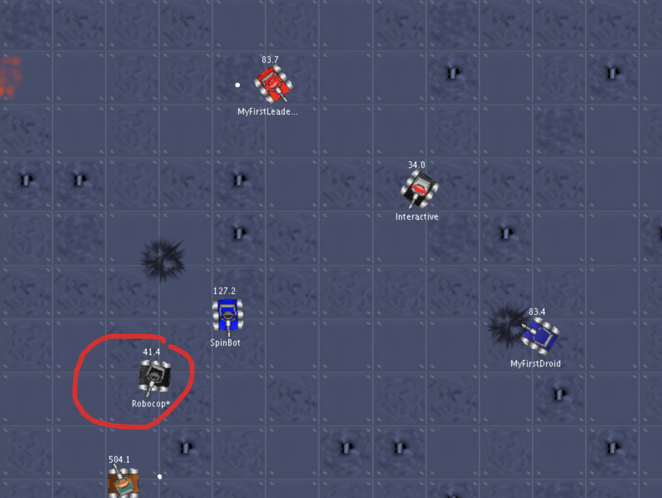 83.7
MyFirstLeade...
34.0
Interactive
127.2
SpinBot
83.4
MyFirstDroid
41.4
Robocop*
504.1